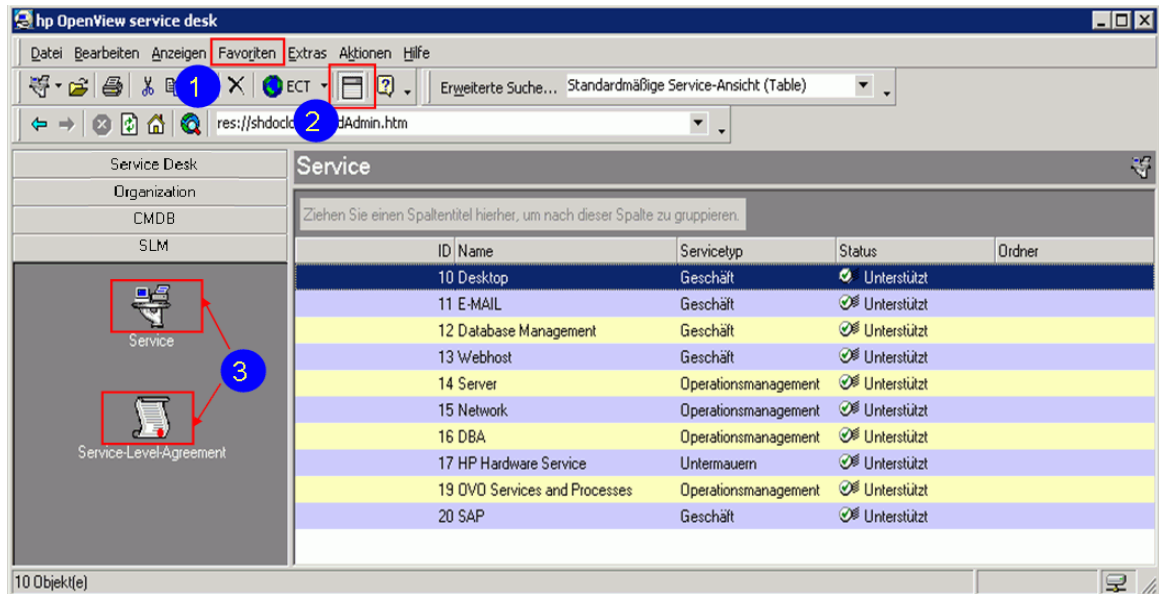 hp OpenView service desk
Datei Bearbeiten Anzeigen Favoriten Extras Aktionen Hilfe
1 ECT Erweiterte Suche... Standardmäßige Service-Ansicht (Table)
2
res://shdoclc dAdmin.htm
Service Desk
Organization
CMDB
SLM
Service
Service-Level-Agreement
3
Service
Ziehen Sie einen Spaltentitel hierher, um nach dieser Spalte zu gruppieren.
ID Name Servicetyp Status Ordner
10 Desktop Geschäft Unterstützt
11 E-MAIL Geschäft Unterstützt
12 Database Management Geschäft Unterstützt
13 Webhost Geschäft Unterstützt
14 Server Operationsmanagement Unterstützt
15 Network Operationsmanagement Unterstützt
16 DBA Operationsmanagement Unterstützt
17 HP Hardware Service Untermauern Unterstützt
19 OVO Services and Processes Operationsmanagement Unterstützt
20 SAP Geschäft Unterstützt
10 Objekt(e)